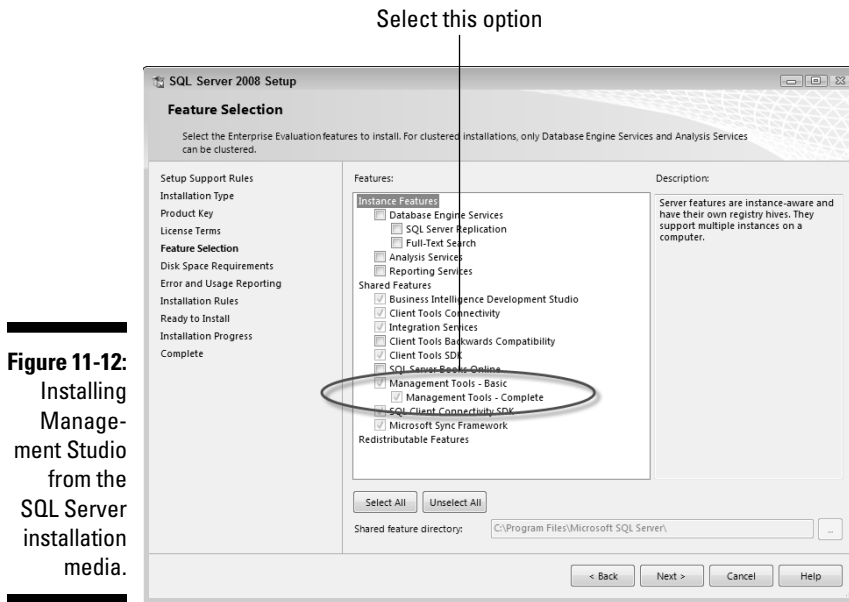 Select this option
SQL Server 2008 Setup
Feature Selection
Select the Enterprise Evaluation features to install. For clustered installations, only Database Engine Services and Analysis Services
can be clustered.
Setup Support Rules
Installation Type
Product Key
License Terms
Feature Selection
Disk Space Requirements
Error and Usage Reporting
Installation Rules
Ready to Install
Installation Progress
Complete
Features:
Instance Features
Database Engine Services
SQL Server Replication
Full-Text Search
Analysis Services
Reporting Services
Shared Features
Business Intelligence Development Studio
Client Tools Connectivity
Integration Services
Client Tools Backwards Compatibility
Client Tools SDK
SQL Server Books Online
Management Tools - Basic
Management Tools - Complete
SQL Client Connectivity SDK
Microsoft Sync Framework
Redistributable Features
Description:
Server features are instance-aware and
have their own registry hives. They
support multiple instances on a
computer.
Select All
Unselect All
Shared feature directory:
C:\Program Files\Microsoft SQL Server\
...
< Back
Next >
Cancel
Help
Figure 11-12:
Installing
Manage-
ment Studio
from the
SQL Server
installation
media.